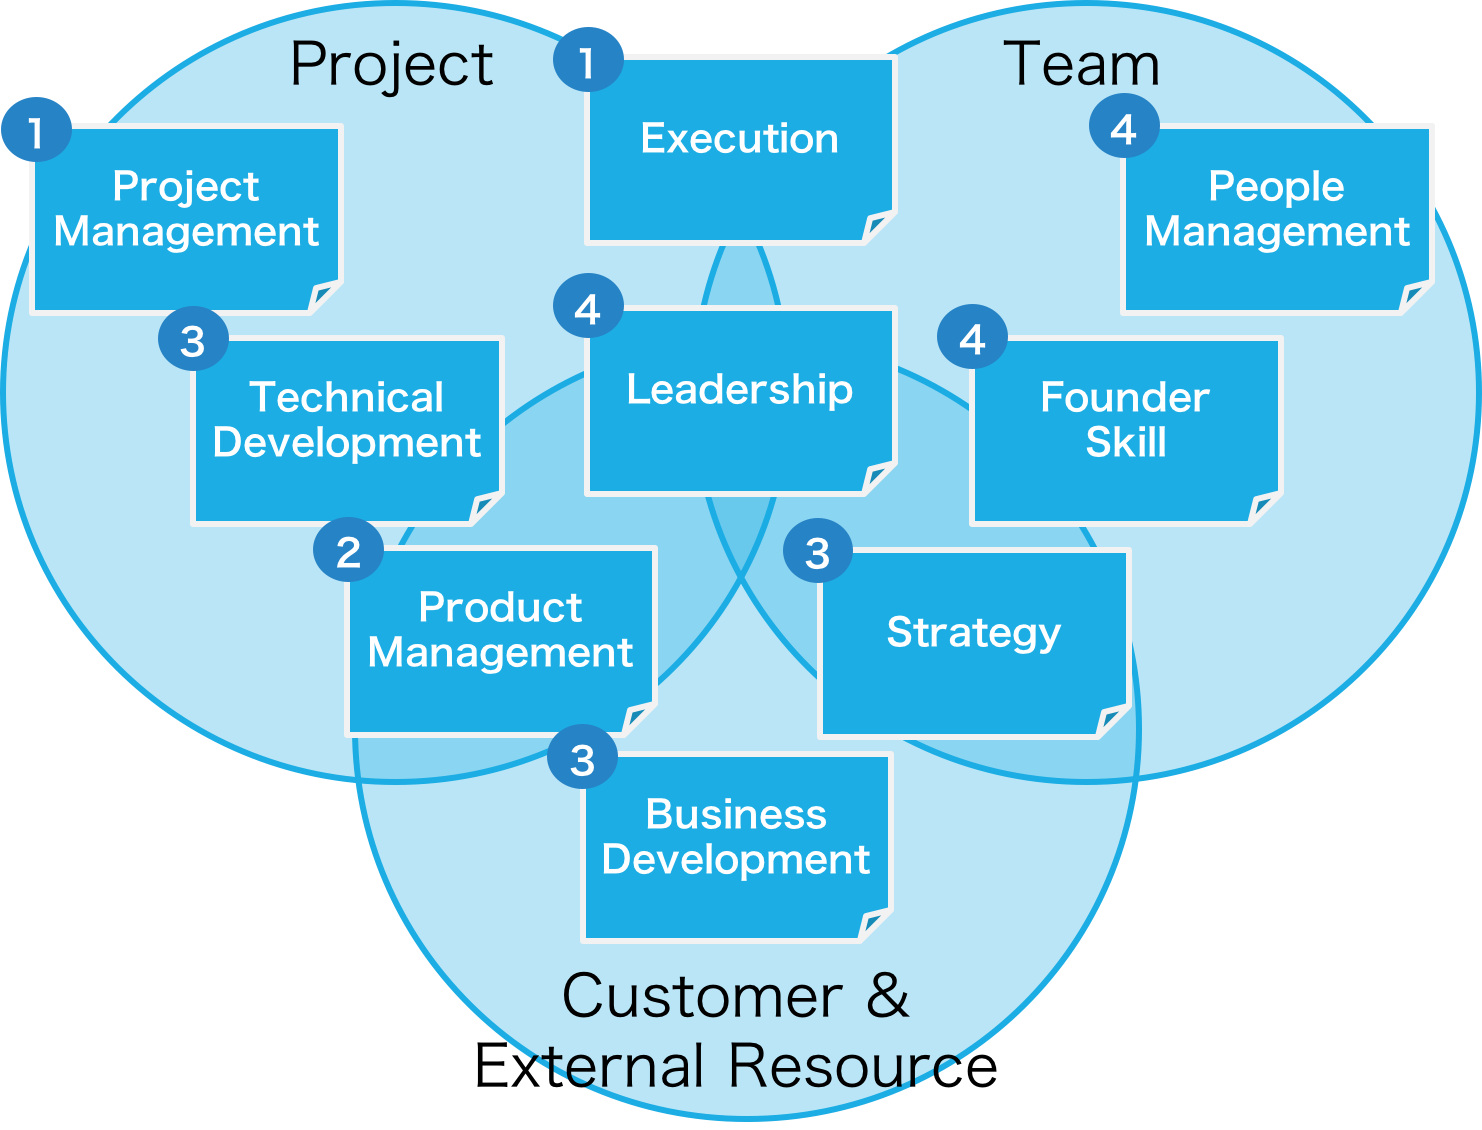 Project
Team
1
Execution
1
Project
Management
4
People
Management
4
Leadership
3
Technical
Development
4
Founder
Skill
2
Product
Management
3
Strategy
3
Business
Development
Customer &
External Resource